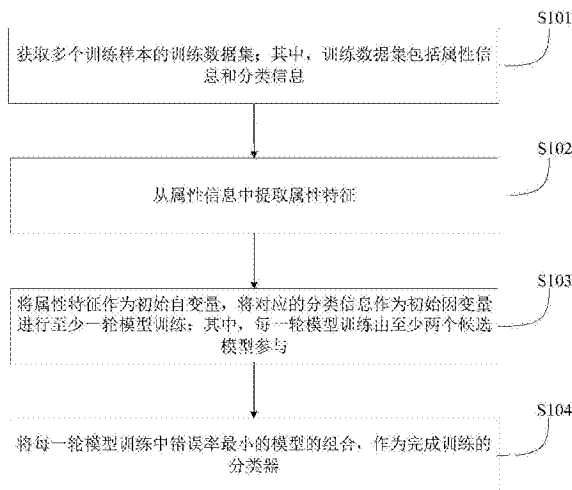 S101
获取多个训练样本的训练数据集；其中，训练数据集包括属性信
息和分类信息
S102
从属性信息中提取属性特征
S103
将属性特征作为初始自变量，将对应的分类信息作为初始因变量
进行至少一轮模型训练；其中，每一轮模型训练由至少两个候选
模型参与
S104
将每一轮模型训练中错误率最小的模型的组合，作为完成训练的
分类器